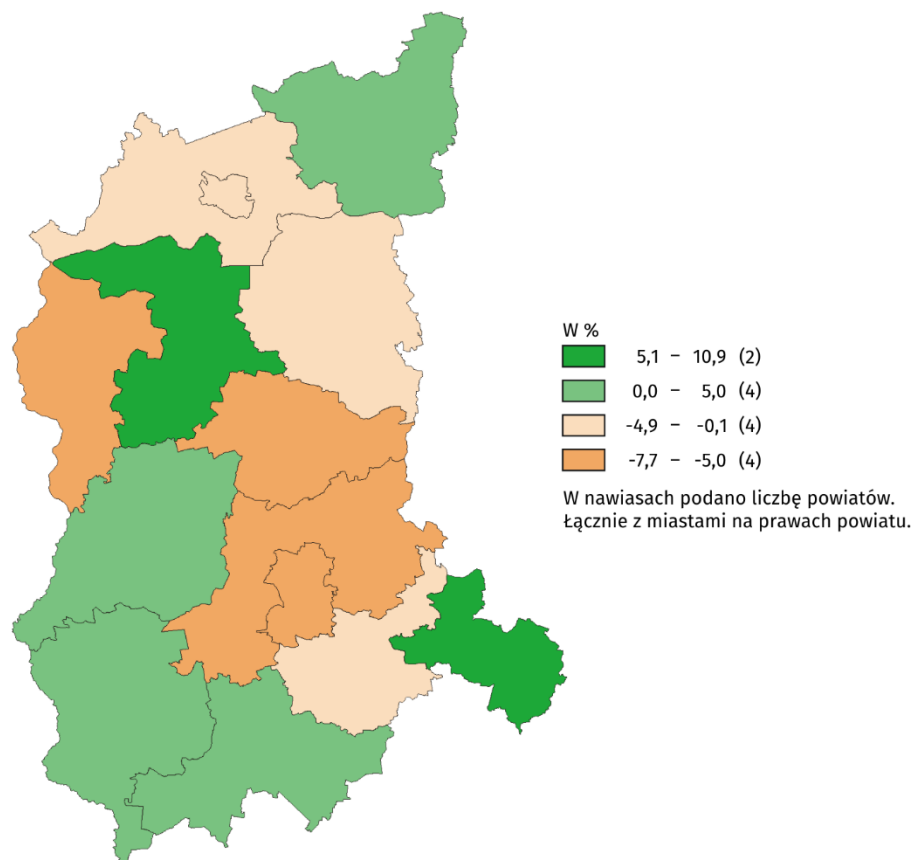 W %
5,1 – 10,9 (2)
0,0 – 5,0 (4)
-4,9 – -0,1 (4)
-7,7 – -5,0 (4)
W nawiasach podano liczbę powiatów.
Łącznie z miastami na prawach powiatu.